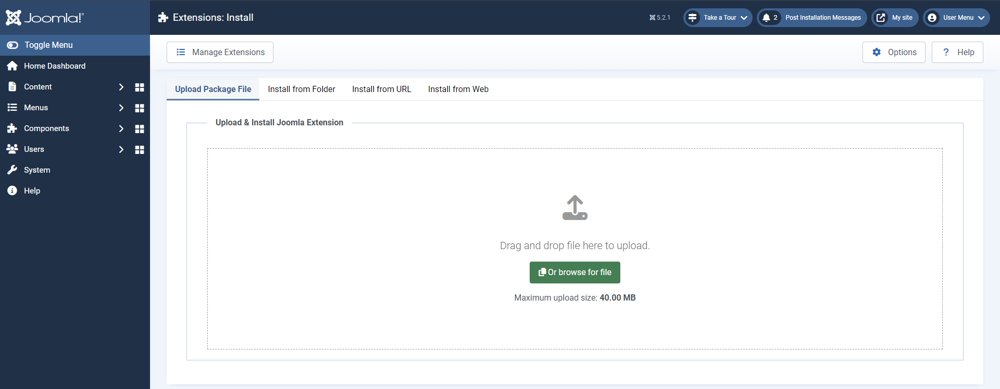 Joomla!
Extensions: Install
5.2.1
Take a Tour
2
Post Installation Messages
My site
User Menu
Toggle Menu
Home Dashboard
Content
Menus
Components
Users
System
Help
Manage Extensions
Options
? Help
Upload Package File
Install from Folder
Install from URL
Install from Web
Upload & Install Joomla Extension
Drag and drop file here to upload.
Or browse for file
Maximum upload size: 40.00 MB